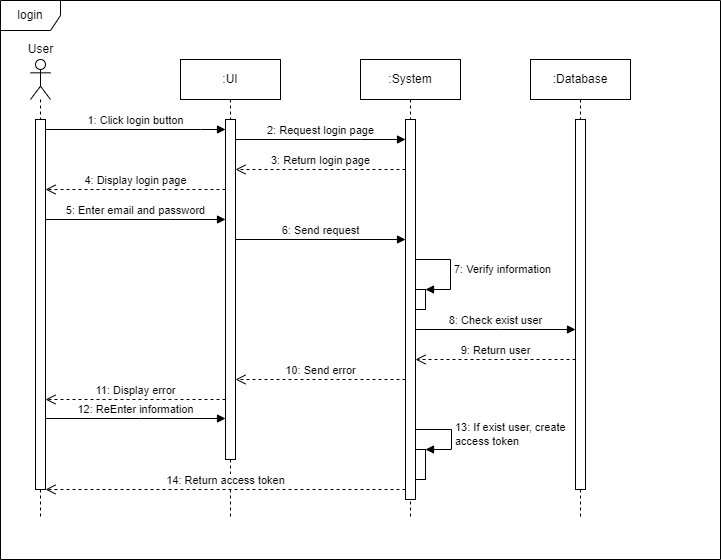 login
User
:UI
:System
:Database
1: Click login button
2: Request login page
3: Return login page
4: Display login page
5: Enter email and password
6: Send request
7: Verify information
8: Check exist user
9: Return user
10: Send error
11: Display error
12: ReEnter information
13: If exist user, create
access token
14: Return access token